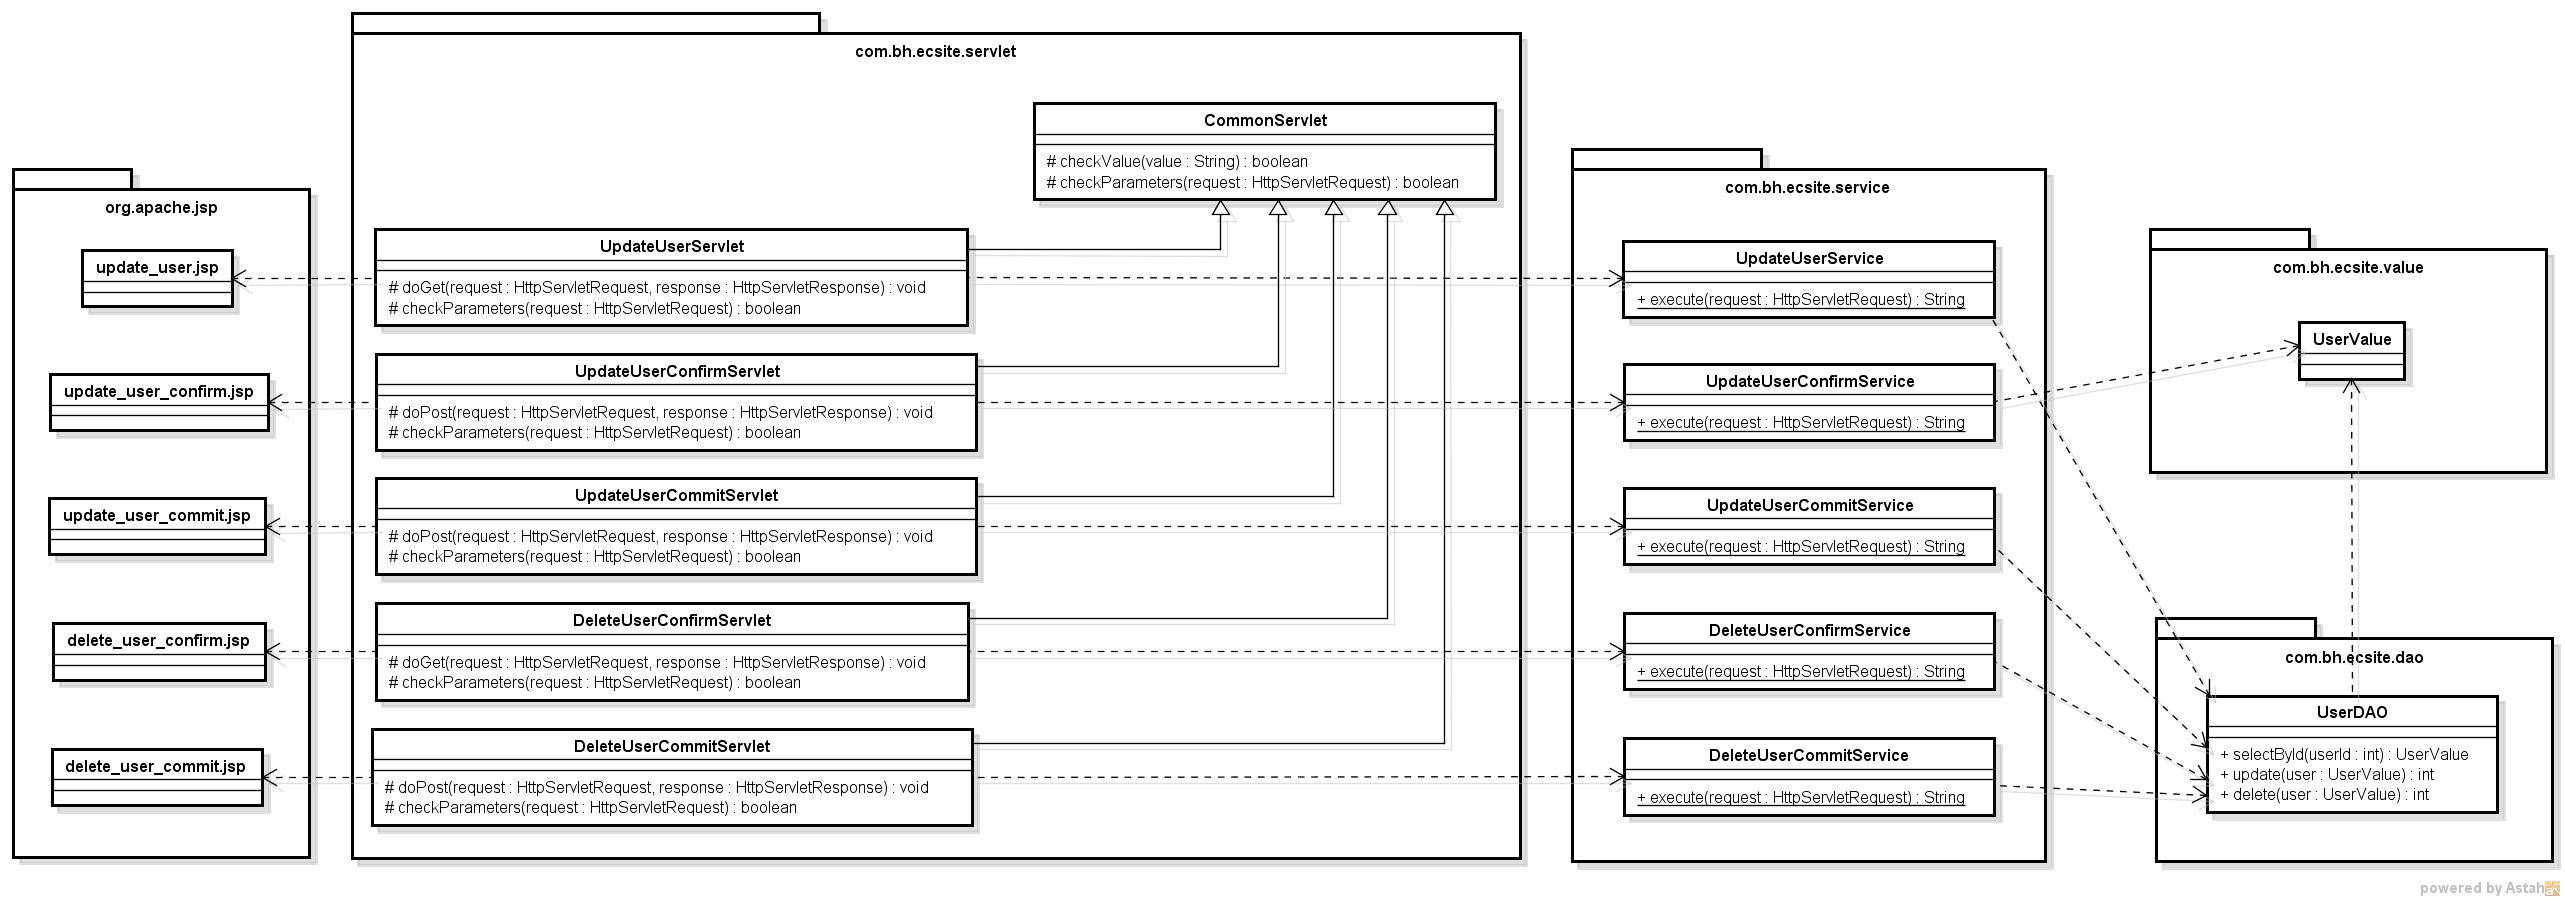 org.apache.jsp
update_user.jsp
update_user_confirm.jsp
update_user_commit.jsp
delete_user_confirm.jsp
delete_user_commit.jsp
com.bh.ecsite.servlet
CommonServlet
# checkValue(value : String) : boolean
# checkParameters(request : HttpServletRequest) : boolean
UpdateUserServlet
# doGet(request : HttpServletRequest, response : HttpServletResponse) : void
# checkParameters(request : HttpServletRequest) : boolean
UpdateUserConfirmServlet
# doPost(request : HttpServletRequest, response : HttpServletResponse) : void
# checkParameters(request : HttpServletRequest) : boolean
UpdateUserCommitServlet
# doPost(request : HttpServletRequest, response : HttpServletResponse) : void
# checkParameters(request : HttpServletRequest) : boolean
DeleteUserConfirmServlet
# doGet(request : HttpServletRequest, response : HttpServletResponse) : void
# checkParameters(request : HttpServletRequest) : boolean
DeleteUserCommitServlet
# doPost(request : HttpServletRequest, response : HttpServletResponse) : void
# checkParameters(request : HttpServletRequest) : boolean
com.bh.ecsite.service
UpdateUserService
+ execute(request : HttpServletRequest) : String
UpdateUserConfirmService
+ execute(request : HttpServletRequest) : String
UpdateUserCommitService
+ execute(request : HttpServletRequest) : String
DeleteUserConfirmService
+ execute(request : HttpServletRequest) : String
DeleteUserCommitService
+ execute(request : HttpServletRequest) : String
com.bh.ecsite.value
UserValue
com.bh.ecsite.dao
UserDAO
+ selectById(userId : int) : UserValue
+ update(user : UserValue) : int
+ delete(user : UserValue) : int
powered by Astah